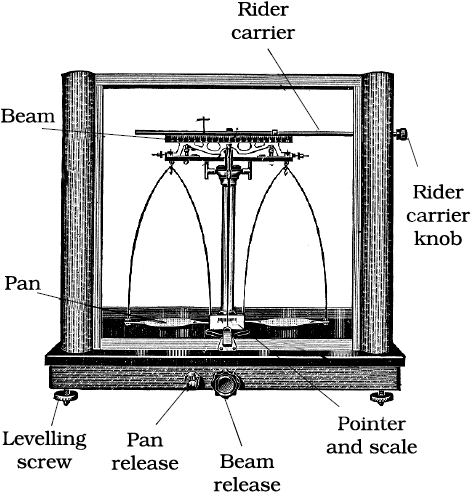 Rider
carrier
Beam
Rider
carrier
knob
Pan
Levelling
screw
Pan
release
Beam
release
Pointer
and scale